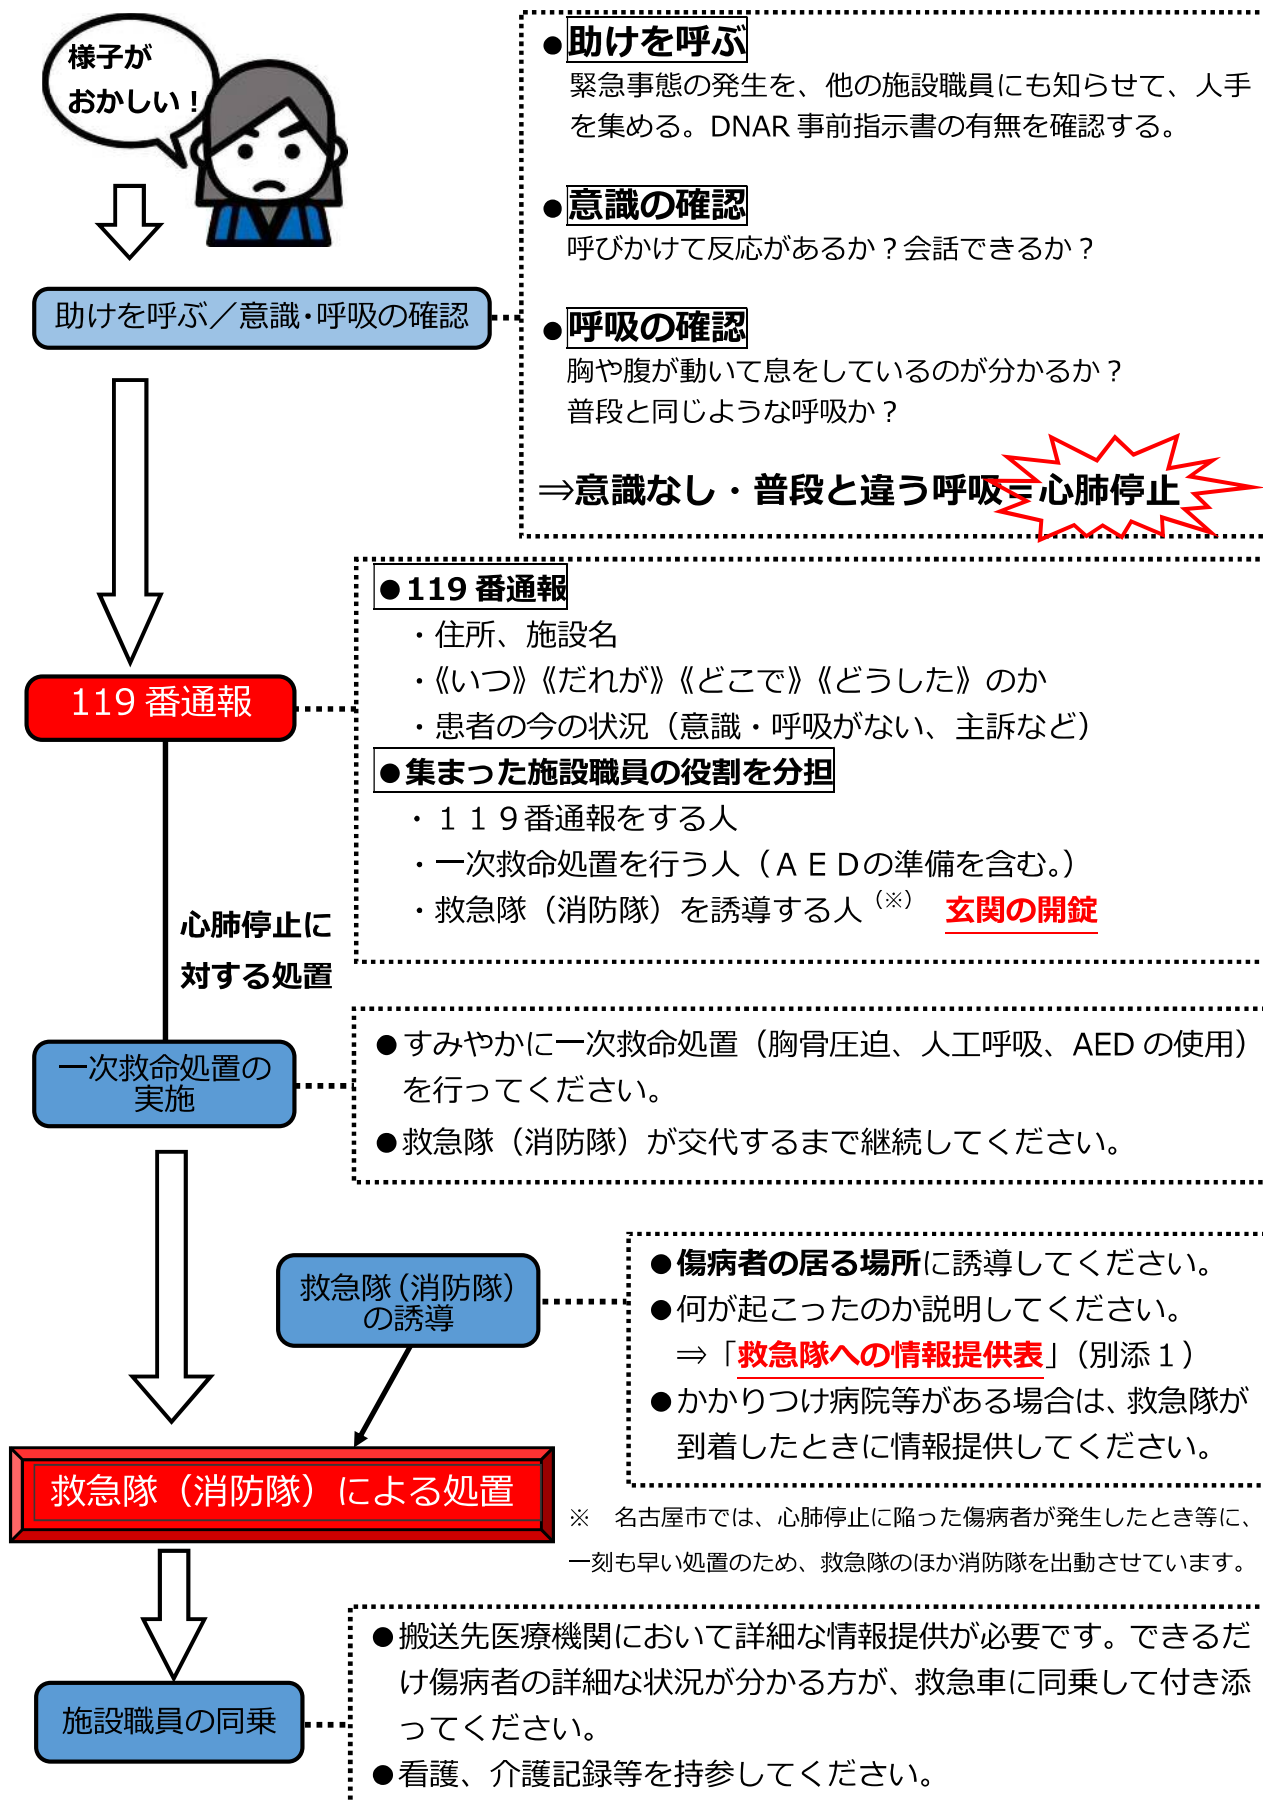 様子が
おかしい！
●助けを呼ぶ
緊急事態の発生を、他の施設職員にも知らせて、人手
を集める。DNAR 事前指示書の有無を確認する。
●意識の確認
呼びかけて反応があるか？会話できるか？
助けを呼ぶ／意識・呼吸の確認
●呼吸の確認
胸や腹が動いて息をしているのが分かるか？
普段と同じような呼吸か？
⇒意識なし・普段と違う呼吸＝心肺停止
119 番通報
●119 番通報
・住所、施設名
・《いつ》《だれが》《どこで》《どうした》のか
・患者の今の状況（意識・呼吸がない、主訴など）
●集まった施設職員の役割を分担
・１１９番通報をする人
・一次救命処置を行う人（ＡＥＤの準備を含む。）
・救急隊（消防隊）を誘導する人（※） 玄関の開錠
心肺停止に
対する処置
一次救命処置の
実施
●すみやかに一次救命処置（胸骨圧迫、人工呼吸、AED の使用）
を行ってください。
●救急隊（消防隊）が交代するまで継続してください。
救急隊（消防隊）
の誘導
●傷病者の居る場所に誘導してください。
●何が起こったのか説明してください。
⇒「救急隊への情報提供表」（別添１）
●かかりつけ病院等がある場合は、救急隊が
到着したときに情報提供してください。
救急隊（消防隊）による処置
※　名古屋市では、心肺停止に陥った傷病者が発生したとき等に、
一刻も早い処置のため、救急隊のほか消防隊を出動させています。
施設職員の同乗
●搬送先医療機関において詳細な情報提供が必要です。できるだ
け傷病者の詳細な状況が分かる方が、救急車に同乗して付き添
ってください。
●看護、介護記録等を持参してください。